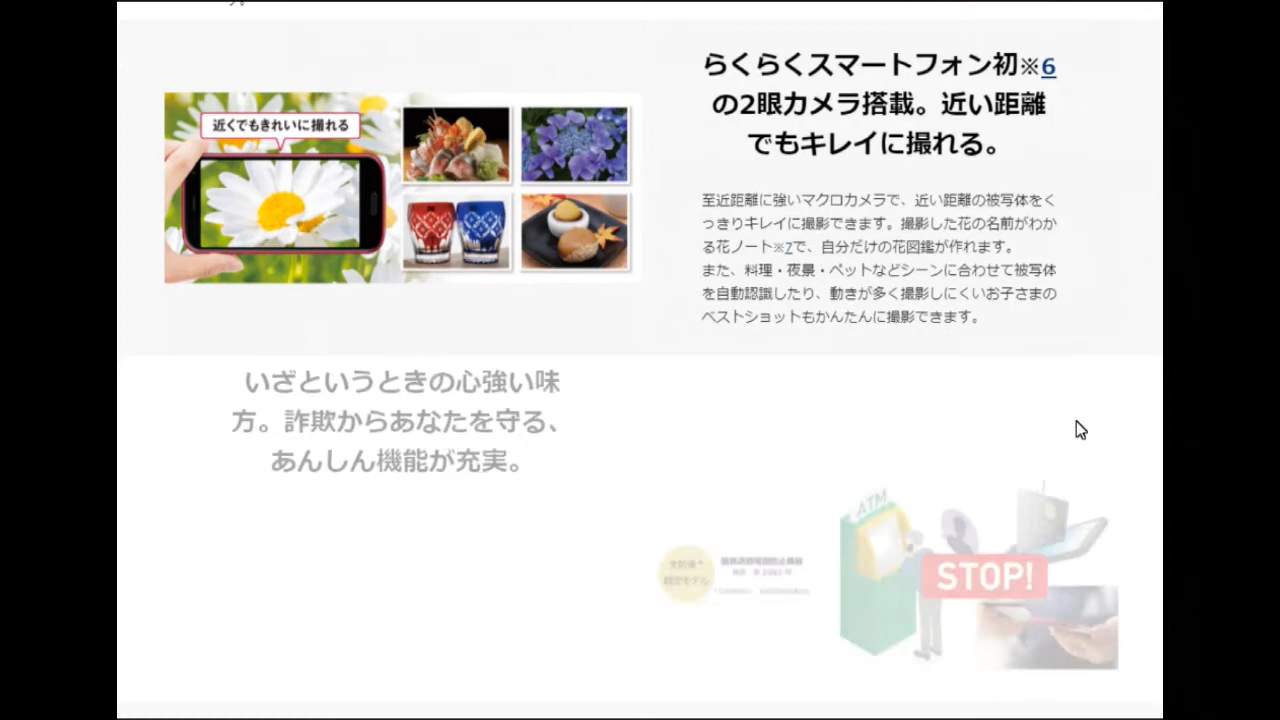 す。
らくらくスマートフォン初※6
の2眼カメラ搭載。近い距離
でもキレイに撮れる。
近くでもきれいに撮れる
至近距離に強いマクロカメラで、近い距離の被写体をく
っきりキレイに撮影できます。撮影した花の名前がわか
る花ノート※7で、自分だけの花図鑑が作れます。
また、料理・夜景・ペットなどシーンに合わせて被写体
を自動認識したり、動きが多く撮影しにくいお子さまの
ベストショットもかんたんに撮影できます。
いざというときの心強い味
方。詐欺からあなたを守る、
あんしん機能が充実。
ATM
STOP!